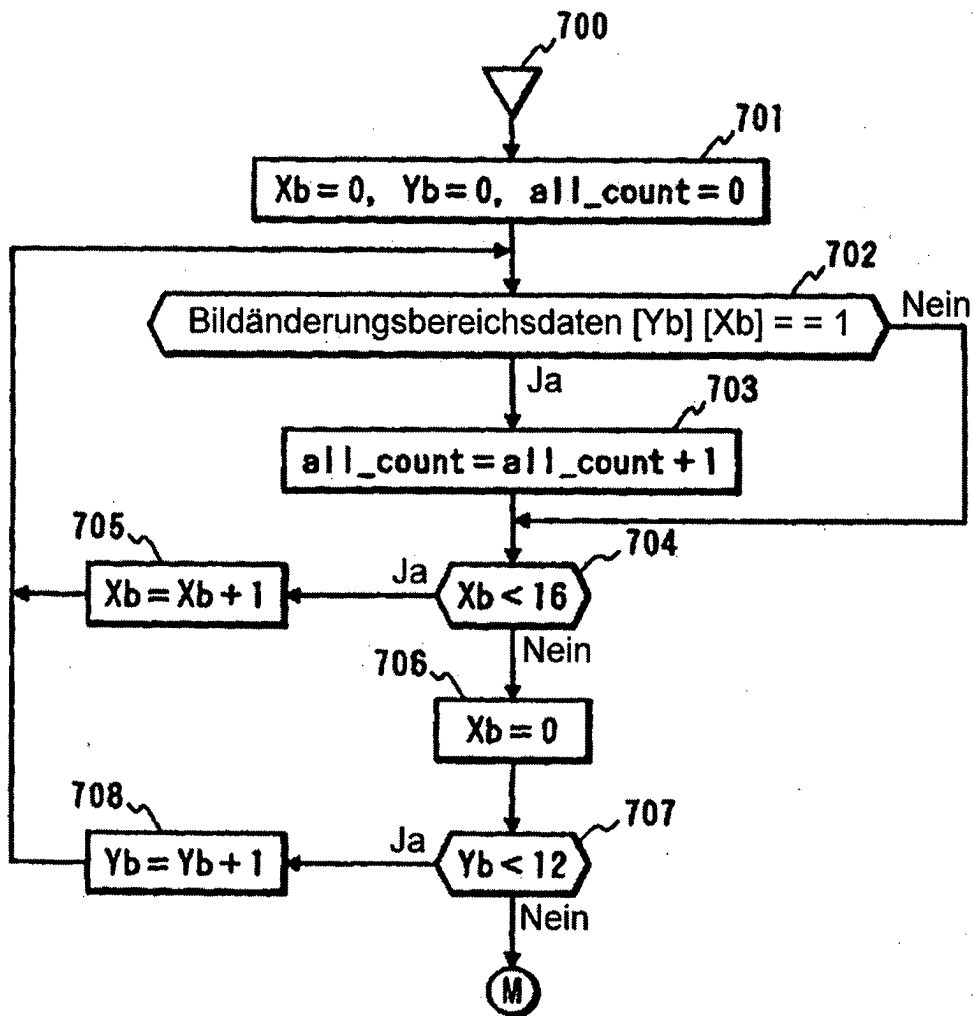 700
701
Xb=0, Yb=0, all_count=0
702
Bildänderungsbereichsdaten [Yb] [Xb] = = 1
Nein
Ja
703
all_count=all_count+1
705
704
Xb=Xb+1
Ja
Xb<16
Nein
706
Xb=0
708
707
Yb=Yb+1
Ja
Yb<12
Nein
M